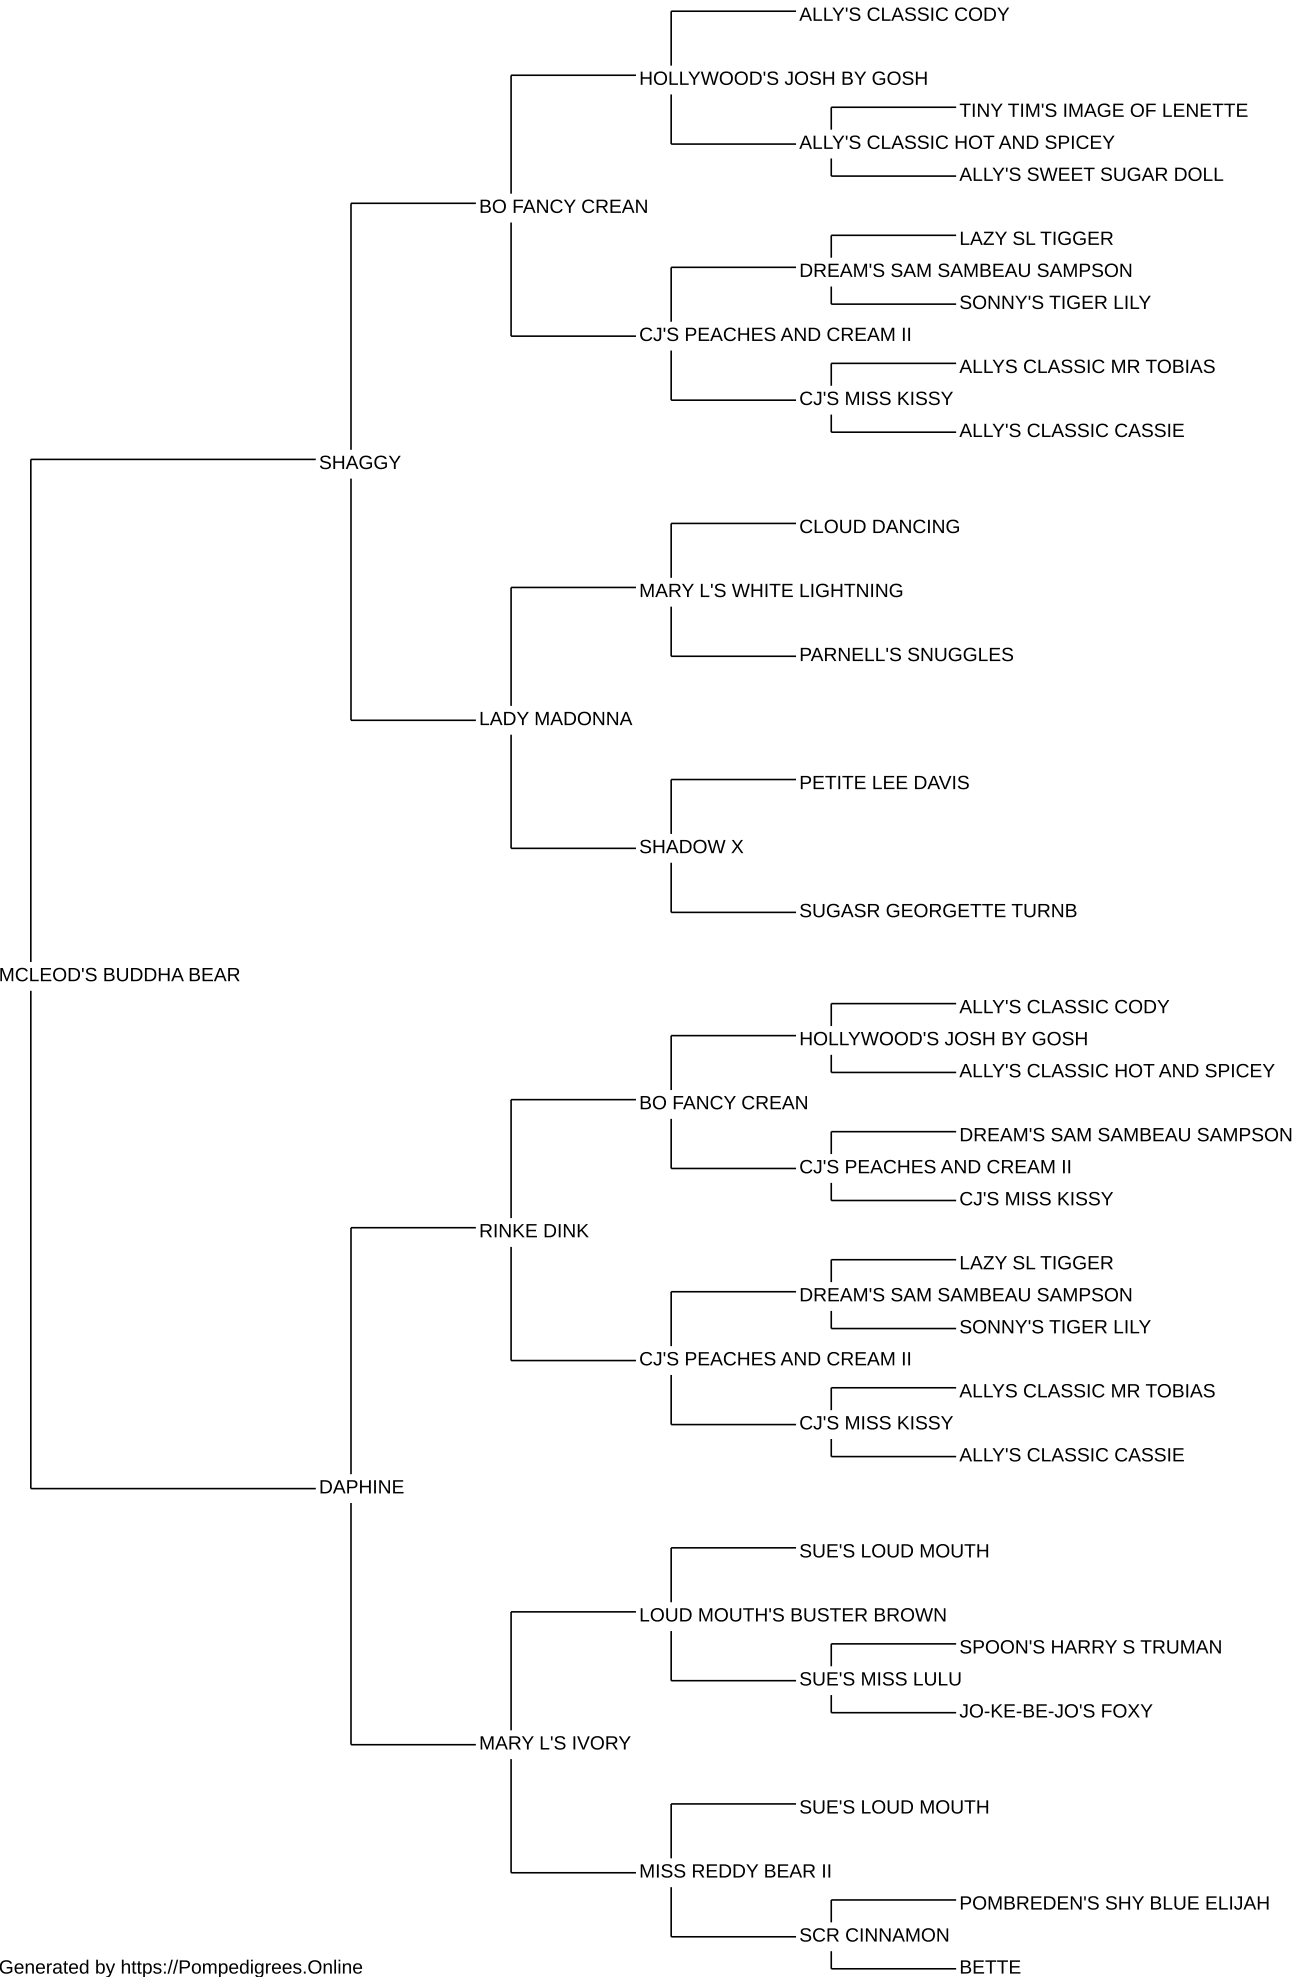 ALLY'S CLASSIC CODY
HOLLYWOOD'S JOSH BY GOSH
TINY TIM'S IMAGE OF LENETTE
ALLY'S CLASSIC HOT AND SPICEY
ALLY'S SWEET SUGAR DOLL
BO FANCY CREAN
LAZY SL TIGGER
DREAM'S SAM SAMBEAU SAMPSON
SONNY'S TIGER LILY
CJ'S PEACHES AND CREAM II
ALLYS CLASSIC MR TOBIAS
CJ'S MISS KISSY
ALLY'S CLASSIC CASSIE
SHAGGY
CLOUD DANCING
MARY L'S WHITE LIGHTNING
PARNELL'S SNUGGLES
LADY MADONNA
PETITE LEE DAVIS
SHADOW X
SUGASR GEORGETTE TURNB
MCLEOD'S BUDDHA BEAR
ALLY'S CLASSIC CODY
HOLLYWOOD'S JOSH BY GOSH
ALLY'S CLASSIC HOT AND SPICEY
BO FANCY CREAN
DREAM'S SAM SAMBEAU SAMPSON
CJ'S PEACHES AND CREAM II
CJ'S MISS KISSY
RINKE DINK
LAZY SL TIGGER
DREAM'S SAM SAMBEAU SAMPSON
SONNY'S TIGER LILY
CJ'S PEACHES AND CREAM II
ALLYS CLASSIC MR TOBIAS
CJ'S MISS KISSY
ALLY'S CLASSIC CASSIE
DAPHINE
SUE'S LOUD MOUTH
LOUD MOUTH'S BUSTER BROWN
SPOON'S HARRY S TRUMAN
SUE'S MISS LULU
JO-KE-BE-JO'S FOXY
MARY L'S IVORY
SUE'S LOUD MOUTH
MISS REDDY BEAR II
POMBREDEN'S SHY BLUE ELIJAH
SCR CINNAMON
BETTE
Generated by https://Pompedigrees.Online